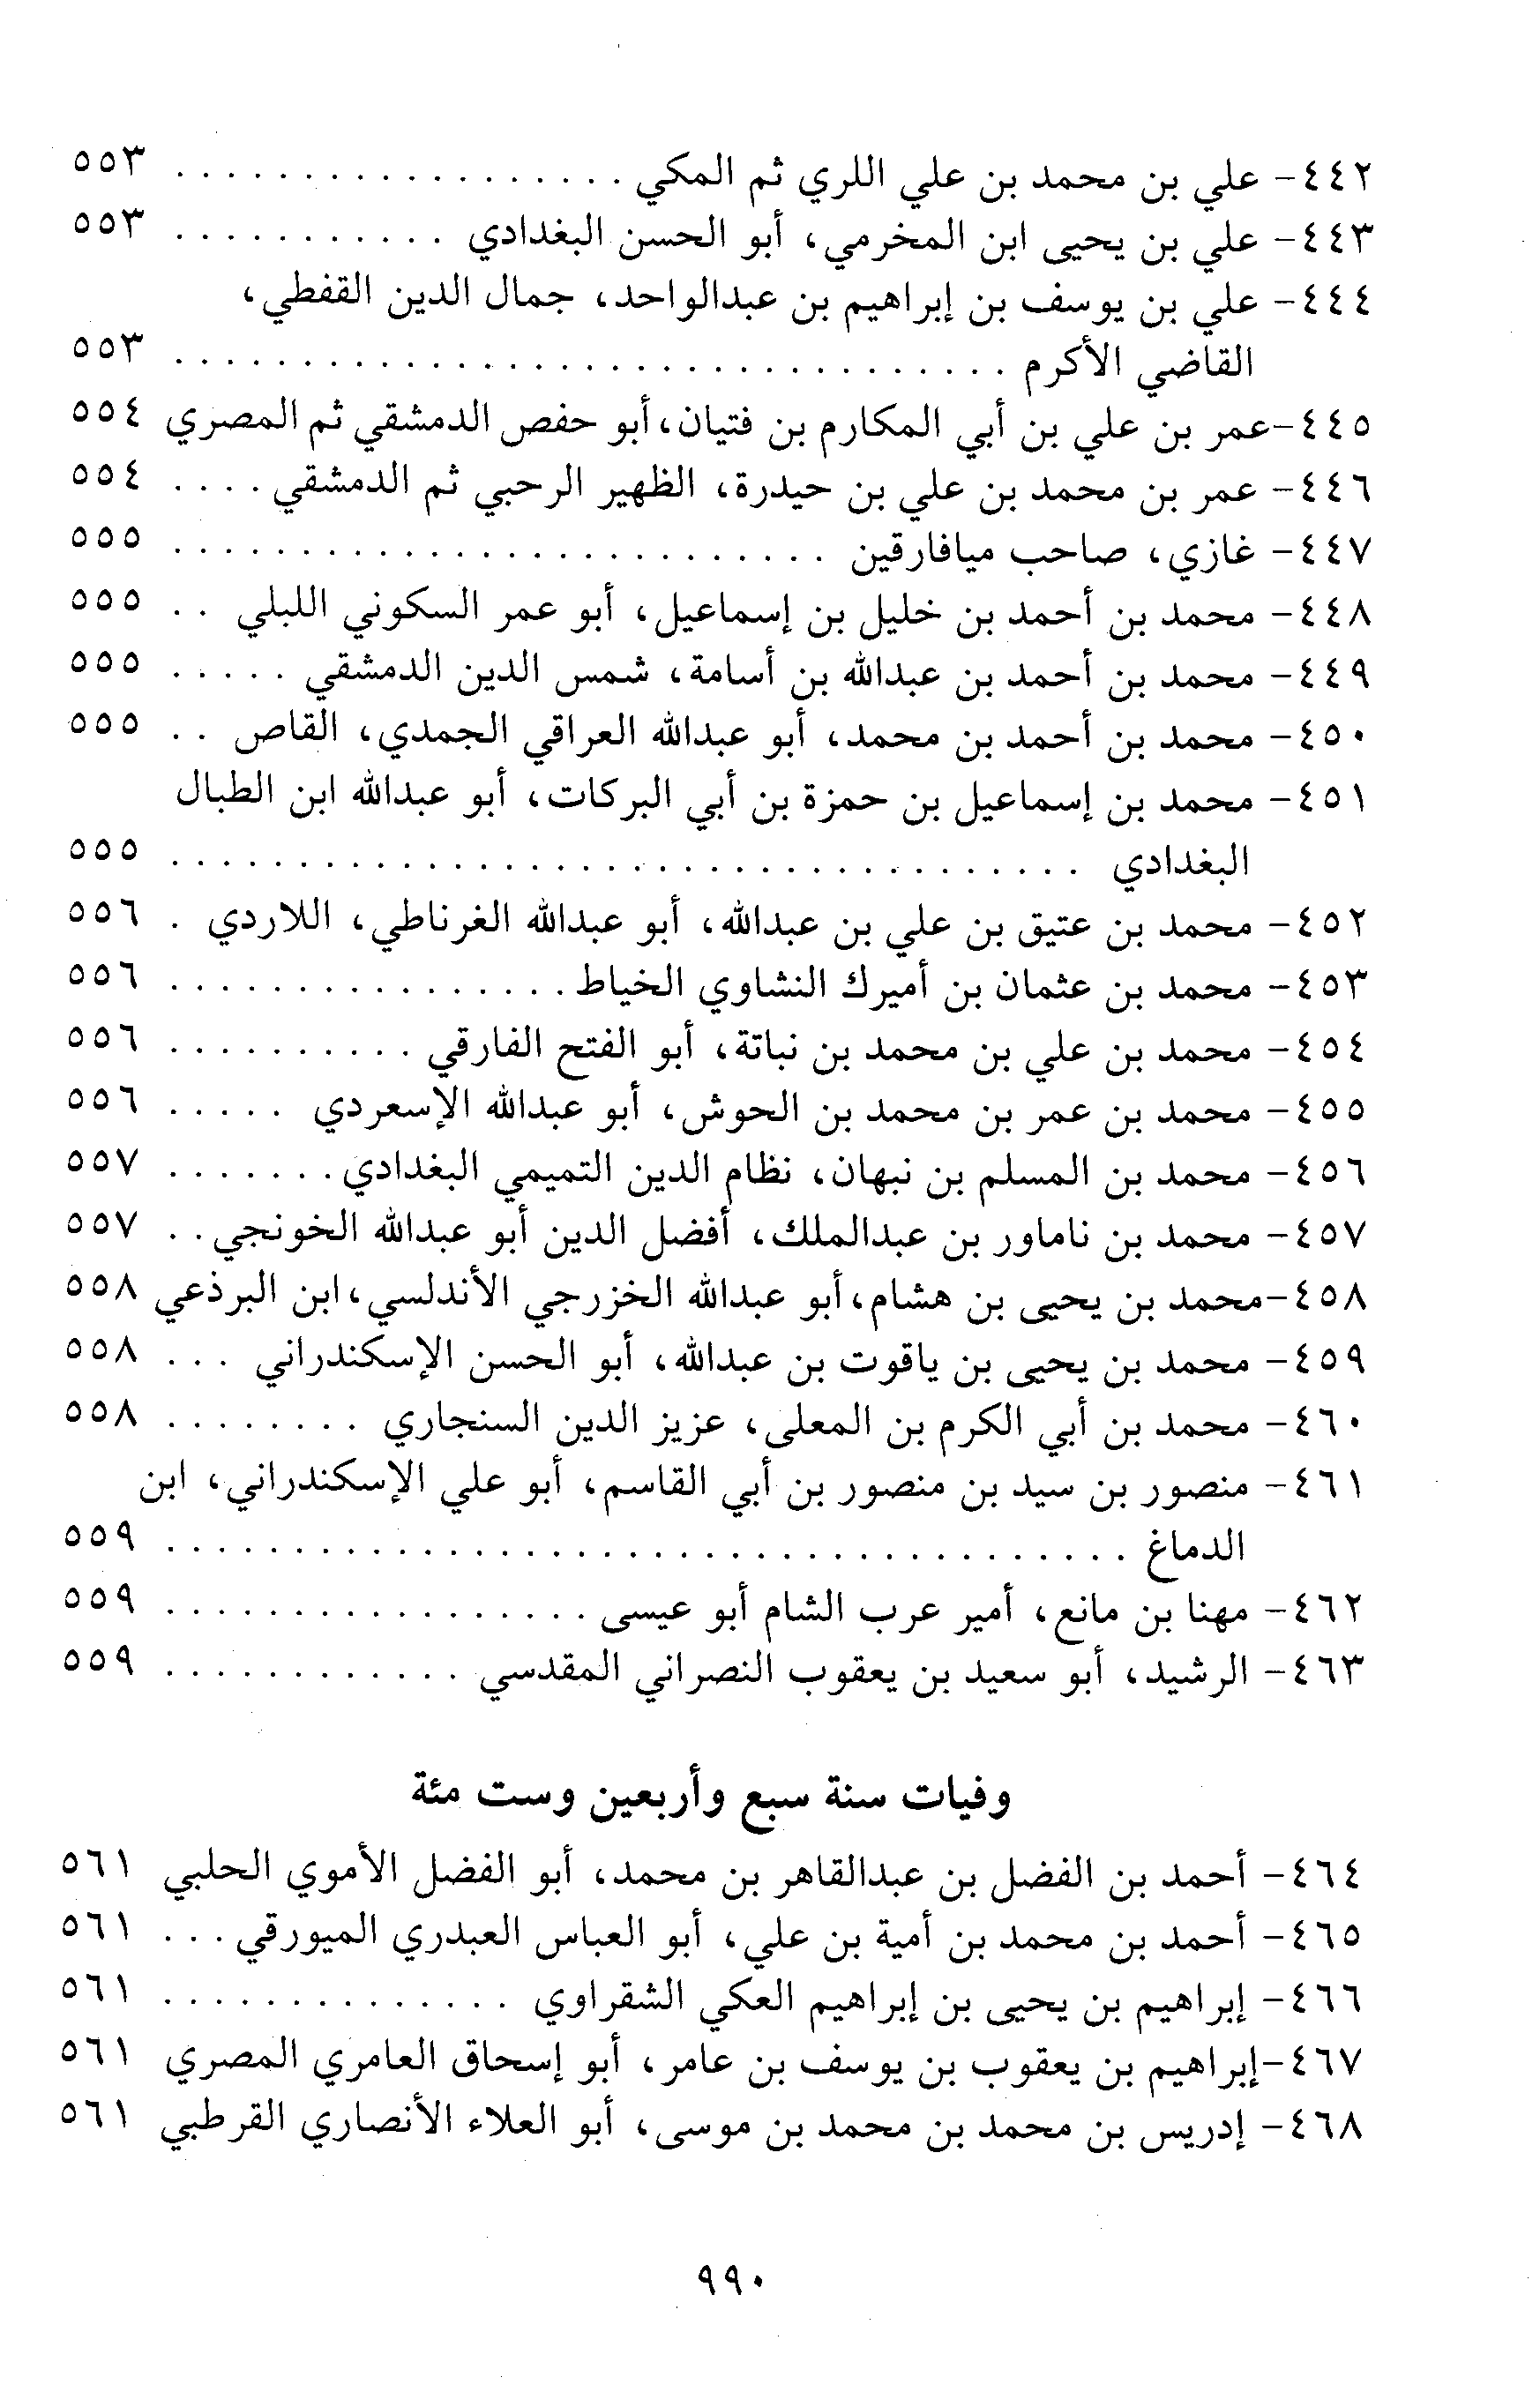 ٤٤٢- علي بن محمد بن علي اللري ثم المكي . . . . . . . . . . . . . . . . . . ٥٥٣
٤٤٣- علي بن يحيى ابن المخرمي، أبو الحسن البغدادي . . . . . . . . . . . ٥٥٣
٤٤٤- علي بن يوسف بن إبراهيم بن عبدالواحد، جمال الدين القفطي،
القاضي الأكرم . . . . . . . . . . . . . . . . . . . . . . . . . . . . . . . . . ٥٥٣
٤٤٥-عمر بن علي بن أبي المكارم بن فتيان، أبو حفص الدمشقي ثم المصري ٥٥٤
٤٤٦- عمر بن محمد بن علي بن حيدرة، الظهير الرحبي ثم الدمشقي . . . . ٥٥٤
٤٤٧- غازي، صاحب ميافارقين . . . . . . . . . . . . . . . . . . . . . . . . . . ٥٥٥
٤٤٨- محمد بن أحمد بن خليل بن إسماعيل، أبو عمر السكوني اللبلي . . ٥٥٥
٤٤٩- محمد بن أحمد بن عبدالله بن أسامة، شمس الدين الدمشقي . . . . . ٥٥٥
٤٥٠- محمد بن أحمد بن محمد، أبو عبدالله العراقي الجمدي، القاص . . ٥٥٥
٤٥١- محمد بن إسماعيل بن حمزة بن أبي البركات، أبو عبدالله ابن الطبال
البغدادي . . . . . . . . . . . . . . . . . . . . . . . . . . . . . . . . . . . . ٥٥٥
٤٥٢- محمد بن عتيق بن علي بن عبدالله، أبو عبدالله الغرناطي، اللاردي . ٥٥٦
٤٥٣- محمد بن عثمان بن أميرك النشاوي الخياط . . . . . . . . . . . . . . . . ٥٥٦
٤٥٤- محمد بن علي بن محمد بن نباتة، أبو الفتح الفارقي . . . . . . . . . . ٥٥٦
٤٥٥- محمد بن عمر بن محمد بن الحوش، أبو عبدالله الإسعردي . . . . . ٥٥٦
٤٥٦- محمد بن المسلم بن نبهان، نظام الدين التميمي البغدادي . . . . . . . ٥٥٧
٤٥٧- محمد بن ناماور بن عبدالملك، أفضل الدين أبو عبدالله الخونجي . . ٥٥٧
٤٥٨-محمد بن يحيى بن هشام، أبو عبدالله الخزرجي الأندلسي، ابن البرذعي ٥٥٨
٤٥٩- محمد بن يحيى بن ياقوت بن عبدالله، أبو الحسن الإسكندراني . . . ٥٥٨
٤٦٠- محمد بن أبي الكرم بن المعلى، عزيز الدين السنجاري . . . . . . . . ٥٥٨
٤٦١- منصور بن سيد بن منصور بن أبي القاسم، أبو علي الإسكندراني، ابن
الدماغ . . . . . . . . . . . . . . . . . . . . . . . . . . . . . . . . . . . . . . ٥٥٩
٤٦٢- مهنا بن مانع، أمير عرب الشام أبو عيسى . . . . . . . . . . . . . . . . . ٥٥٩
٤٦٣- الرشيد، أبو سعيد بن يعقوب النصراني المقدسي . . . . . . . . . . . . ٥٥٩
وفيات سنة سبع وأربعين وست مئة
٤٦٤- أحمد بن الفضل بن عبدالقاهر بن محمد، أبو الفضل الأموي الحلبي ٥٦١
٤٦٥- أحمد بن محمد بن أمية بن علي، أبو العباس العبدري الميورقي . . . ٥٦١
٤٦٦- إبراهيم بن يحيى بن إبراهيم العكي الشقراوي . . . . . . . . . . . . . . ٥٦١
٤٦٧-إبراهيم بن يعقوب بن يوسف بن عامر، أبو إسحاق العامري المصري ٥٦١
٤٦٨- إدريس بن محمد بن محمد بن موسى، أبو العلاء الأنصاري القرطبي ٥٦١
٩٩٠